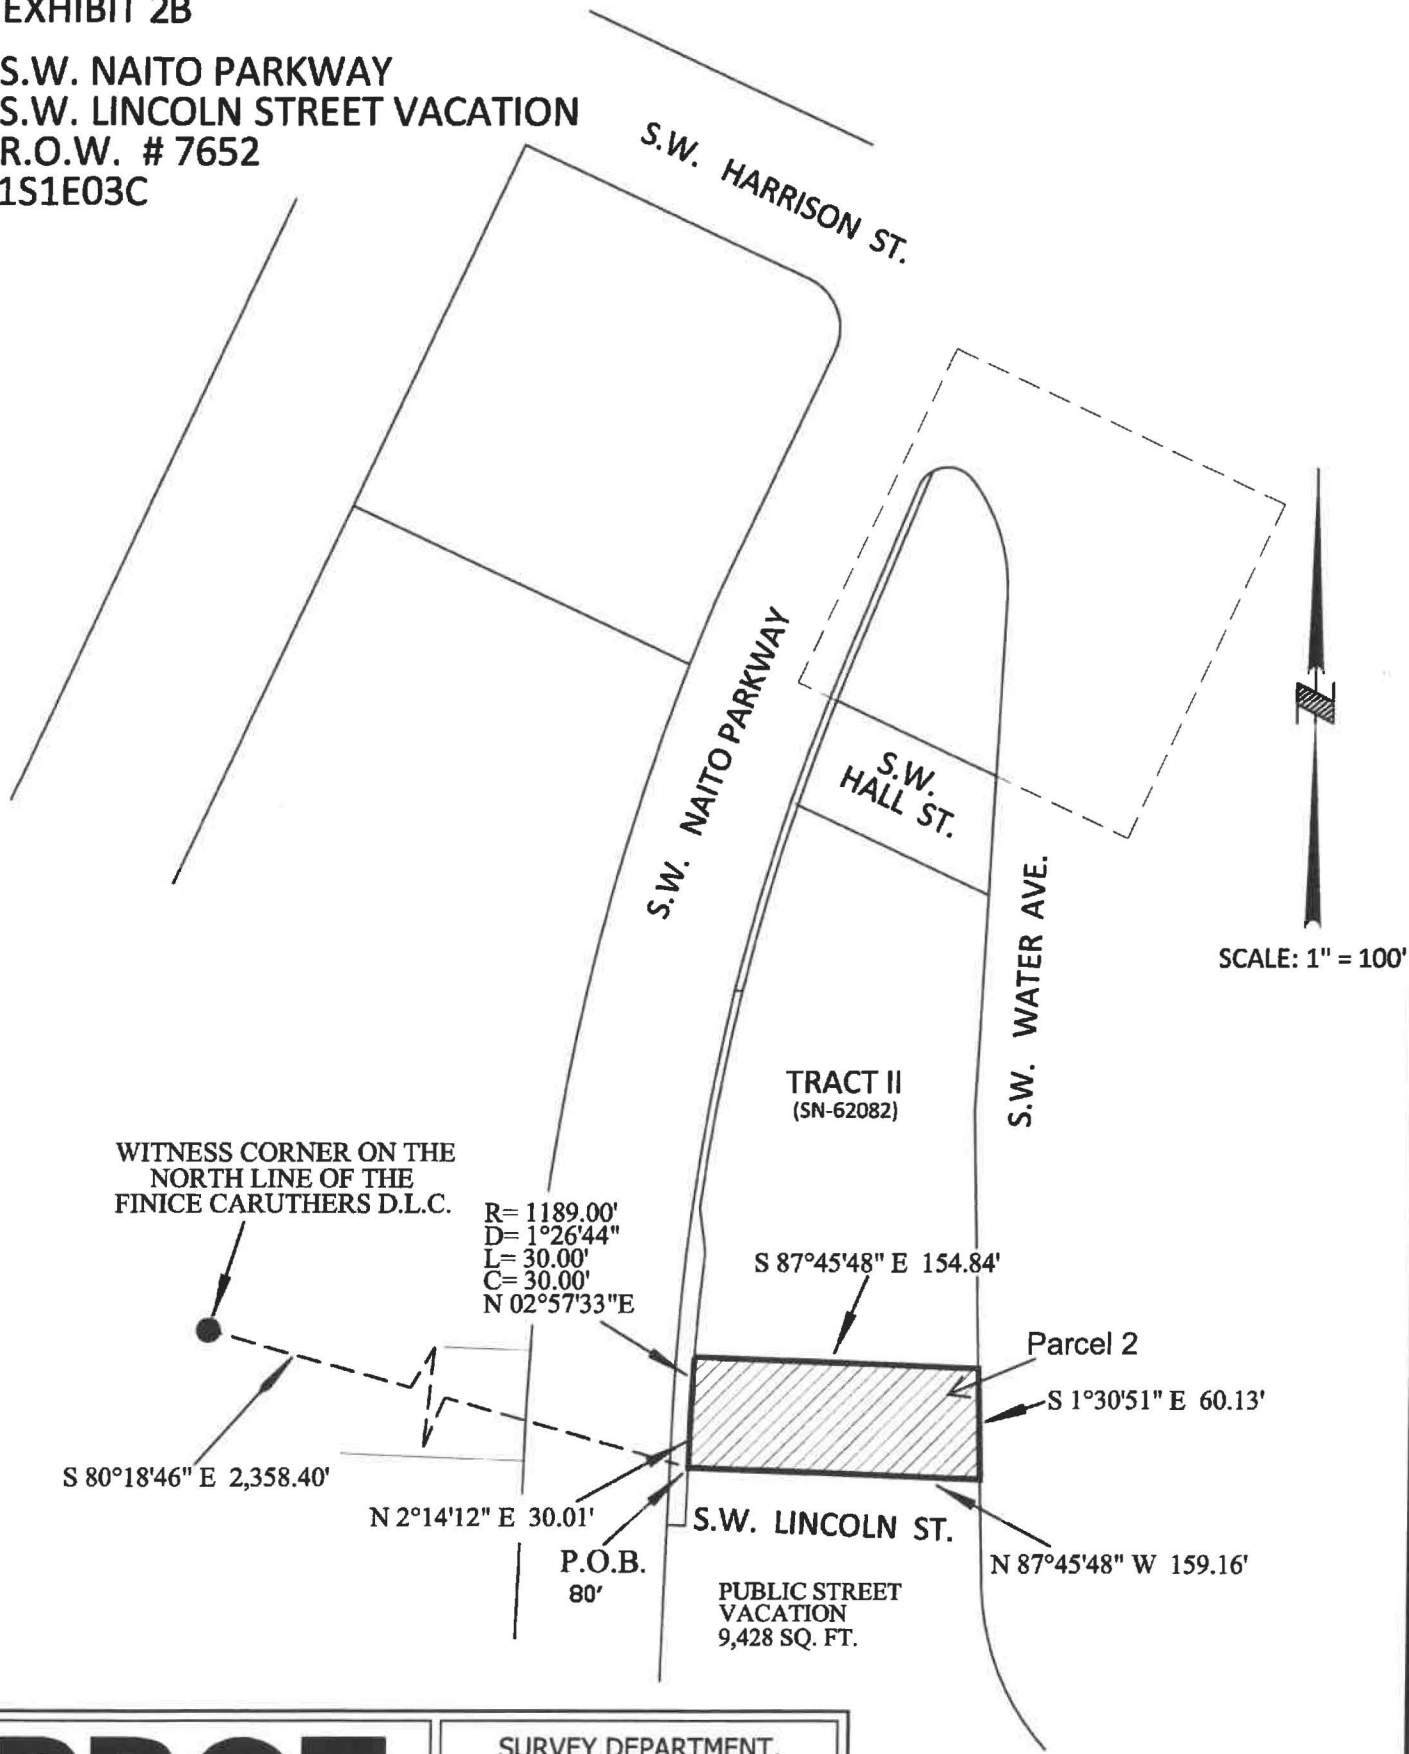 EXHIBIT 2B
S.W. NAITO PARKWAY
S.W. LINCOLN STREET VACATION
R.O.W. # 7652
1S1E03C
S.W. HARRISON ST.
S.W. NAITO PARKWAY
S.W.
HALL ST.
S.W. WATER AVE.
N
SCALE: 1" = 100'
TRACT II
(SN-62082)
WITNESS CORNER ON THE
NORTH LINE OF THE
FINICE CARUTHERS D.L.C.
R= 1189.00'
D= 1°26'44"
L= 30.00'
C= 30.00'
N 02°57'33"E
S 87°45'48" E 154.84'
Parcel 2
S 1°30'51" E 60.13'
S 80°18'46" E 2,358.40'
N 2°14'12" E 30.01'
S.W. LINCOLN ST.
P.O.B.
80'
N 87°45'48" W 159.16'
PUBLIC STREET
VACATION
9,428 SQ. FT.
SURVEY DEPARTMENT,